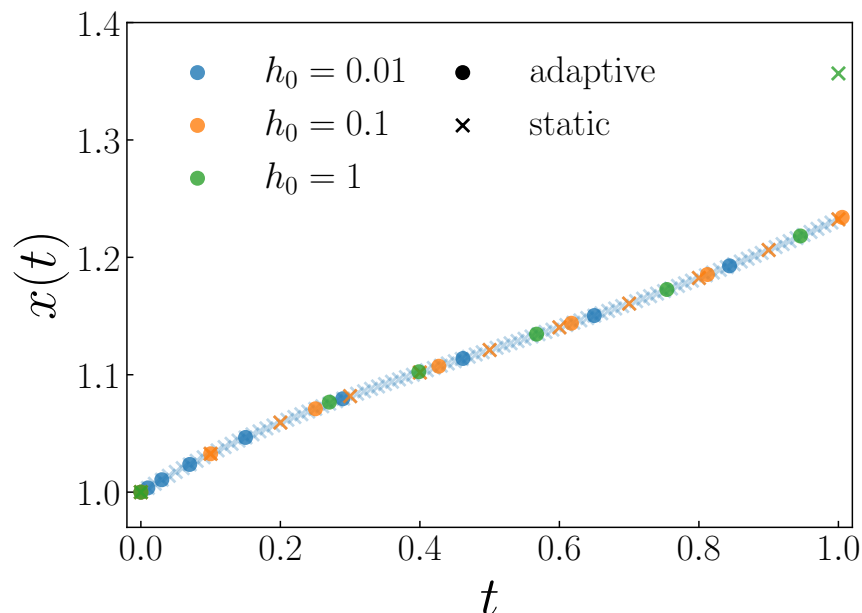 1.4
1.3
1.2
1.1
1.0
x(t)
h₀ = 0.01
adaptive
h₀ = 0.1
static
h₀ = 1
0.0 0.2 0.4 0.6 0.8 1.0
t